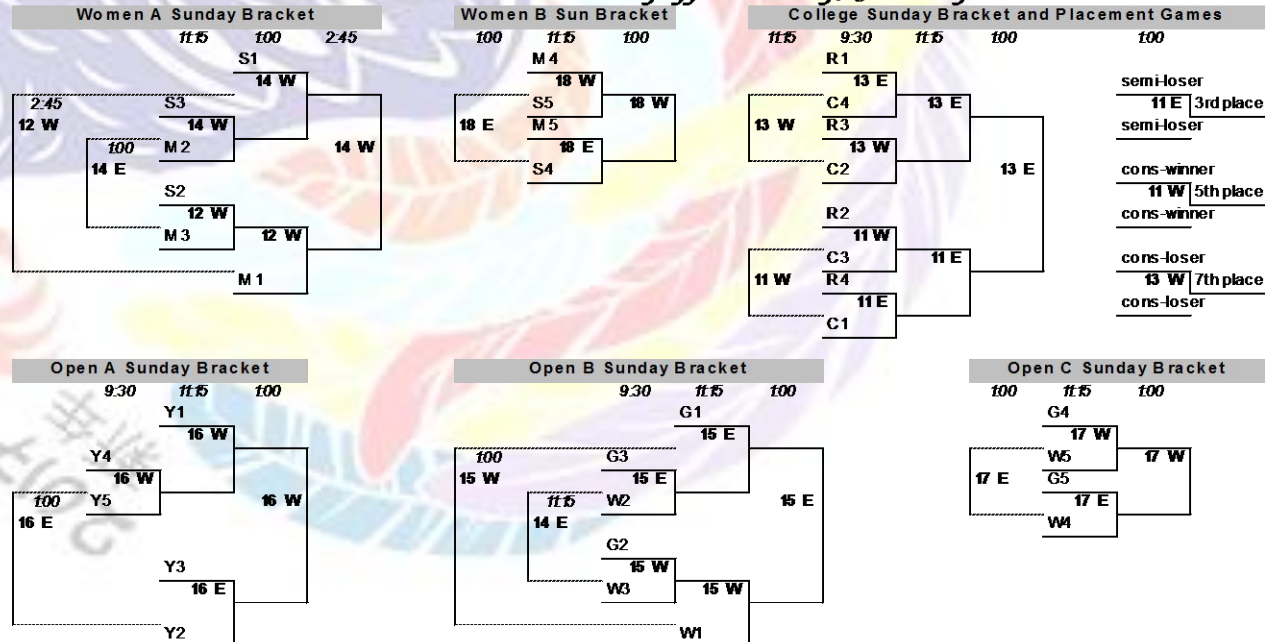 Women A Sunday Bracket
11:15 1:00 2:45
S1
14 W
2:45 S3
12 W 14 W
1:00 M2 14 W
14 E
S2
12 W
M3 12 W
M1
Women B Sun Bracket
1:00 11:15 1:00
M4
18 W
S5 18 W
18 E M5
18 E
S4
College Sunday Bracket and Placement Games
11:15 9:30 11:15 1:00 1:00
R1
13 E
C4 13 E
13 W R3
13 W
C2 13 E
R2
11 W
C3 11 E
11 W R4
11 E
C1
semi-loser
11 E 3rd place
semi-loser
cons-winner
11 W 5th place
cons-winner
cons-loser
13 W 7th place
cons-loser
Open A Sunday Bracket
9:30 11:15 1:00
Y1
16 W
Y4
16 W
1:00 Y5 16 W
16 E
Y3
16 E
Y2
Open B Sunday Bracket
9:30 11:15 1:00
G1
15 E
1:00 G3
15 W 15 E
11:15 W2 15 E
14 E
G2
15 W
W3 15 W
W1
Open C Sunday Bracket
1:00 11:15 1:00
G4
17 W
W5 17 W
17 E G5
17 E
W4